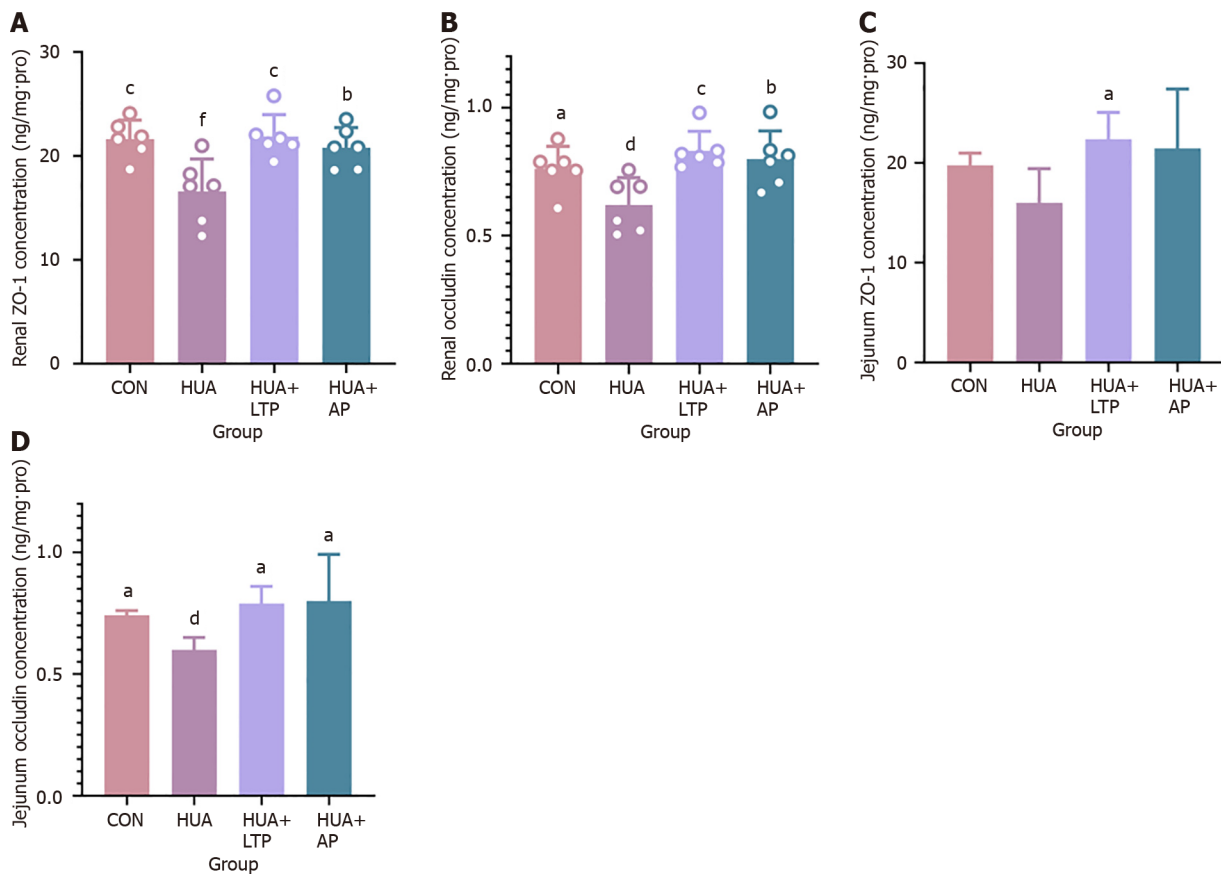 A
Renal ZO-1 concentration (ng/mg·pro)
30
20
10
0
c
f
c
b
CON
HUA
HUA+
LTP
HUA+
AP
Group
B
Renal occludin concentration (ng/mg·pro)
1.0
0.5
0.0
a
d
c
b
CON
HUA
HUA+
LTP
HUA+
AP
Group
C
Jejunum ZO-1 concentration (ng/mg·pro)
30
20
10
0
a
CON
HUA
HUA+
LTP
HUA+
AP
Group
D
Jejunum occludin concentration (ng/mg·pro)
1.0
0.5
0.0
a
d
a
a
CON
HUA
HUA+
LTP
HUA+
AP
Group